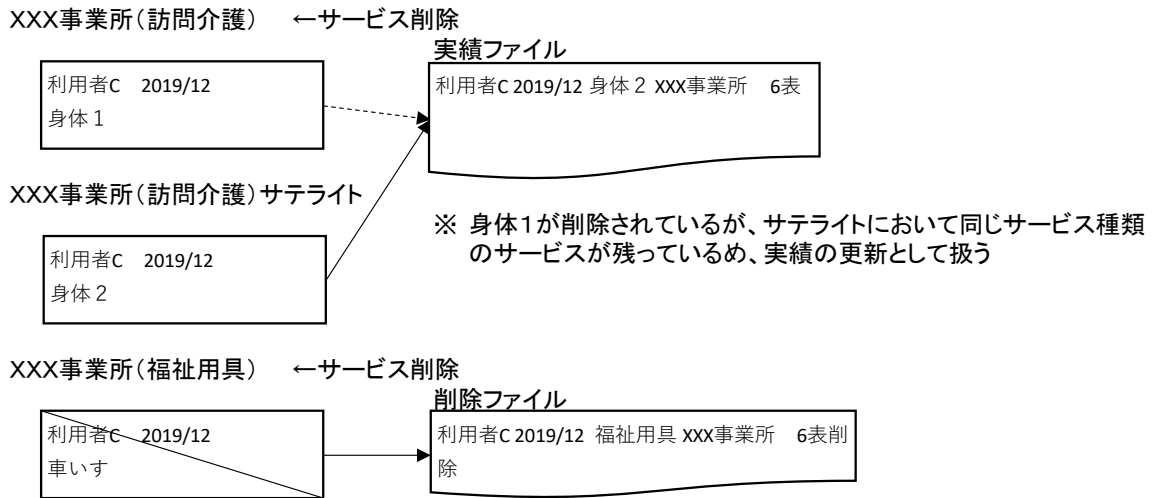 XXX事業所（訪問介護）　←サービス削除
実績ファイル
利用者C　2019/12
身体１
利用者C 2019/12 身体２ XXX事業所　6表
XXX事業所（訪問介護）サテライト
※ 身体１が削除されているが、サテライトにおいて同じサービス種類
のサービスが残っているめ、実績の更新として扱う
利用者C　2019/12
身体２
XXX事業所（福祉用具）　←サービス削除
削除ファイル
利用者C　2019/12
車いす
利用者C 2019/12 福祉用具 XXX事業所　6表削
除